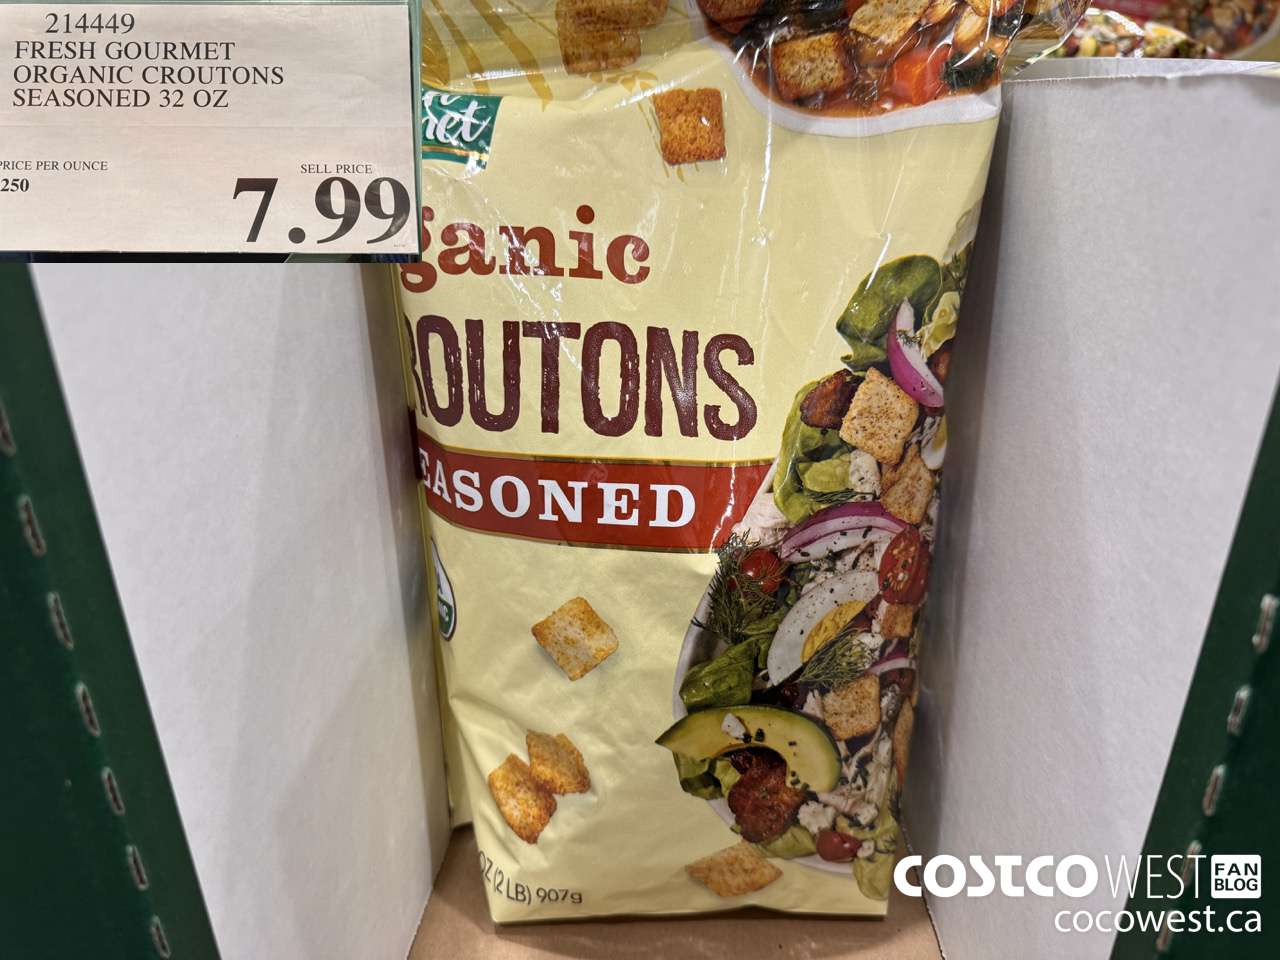 214449
FRESH GOURMET
ORGANIC CROUTONS
SEASONED 32 OZ
PRICE PER OUNCE
250
SELL PRICE
7.99
ganic
ROUTONS
EASONED
OZ (2 LB) 907g
COSTCO WEST FAN BLOG
cocowest.ca